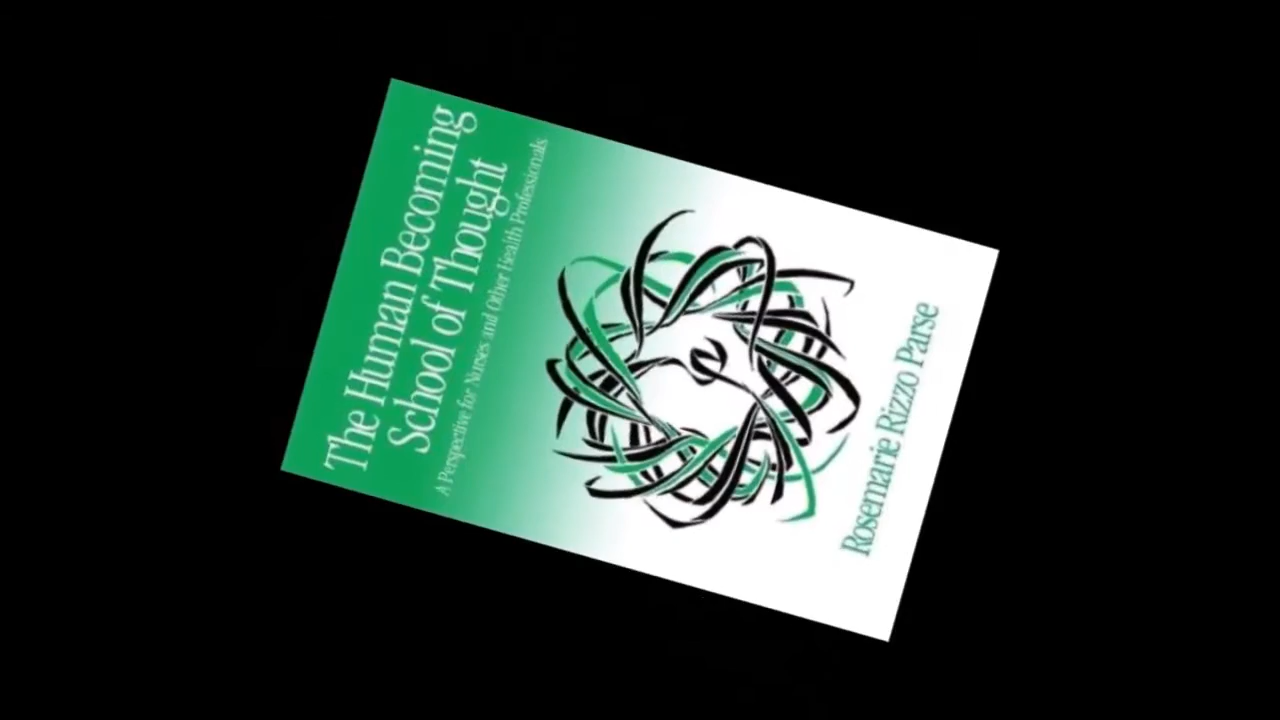 The Human Becoming
School of Thought
A Perspective for Nurses and Other Health Professionals
Rosemarie Rizzo Parse